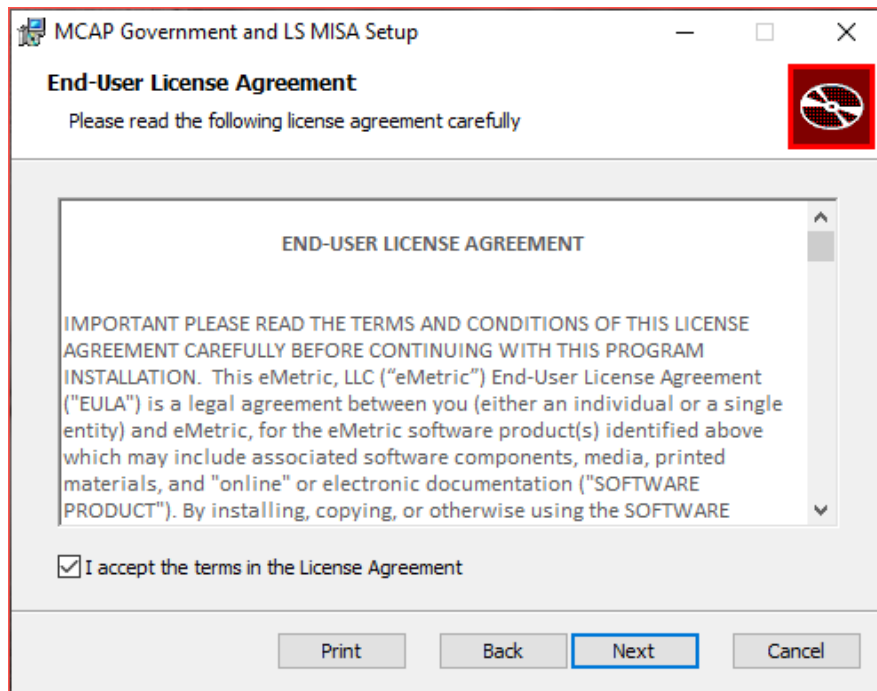 MCAP Government and LS MISA Setup
End-User License Agreement
Please read the following license agreement carefully
END-USER LICENSE AGREEMENT
IMPORTANT PLEASE READ THE TERMS AND CONDITIONS OF THIS LICENSE
AGREEMENT CAREFULLY BEFORE CONTINUING WITH THIS PROGRAM
INSTALLATION.  This eMetric, LLC (“eMetric”) End-User License Agreement
("EULA") is a legal agreement between you (either an individual or a single
entity) and eMetric, for the eMetric software product(s) identified above
which may include associated software components, media, printed
materials, and "online" or electronic documentation ("SOFTWARE
PRODUCT"). By installing, copying, or otherwise using the SOFTWARE
I accept the terms in the License Agreement
Print Back Next Cancel